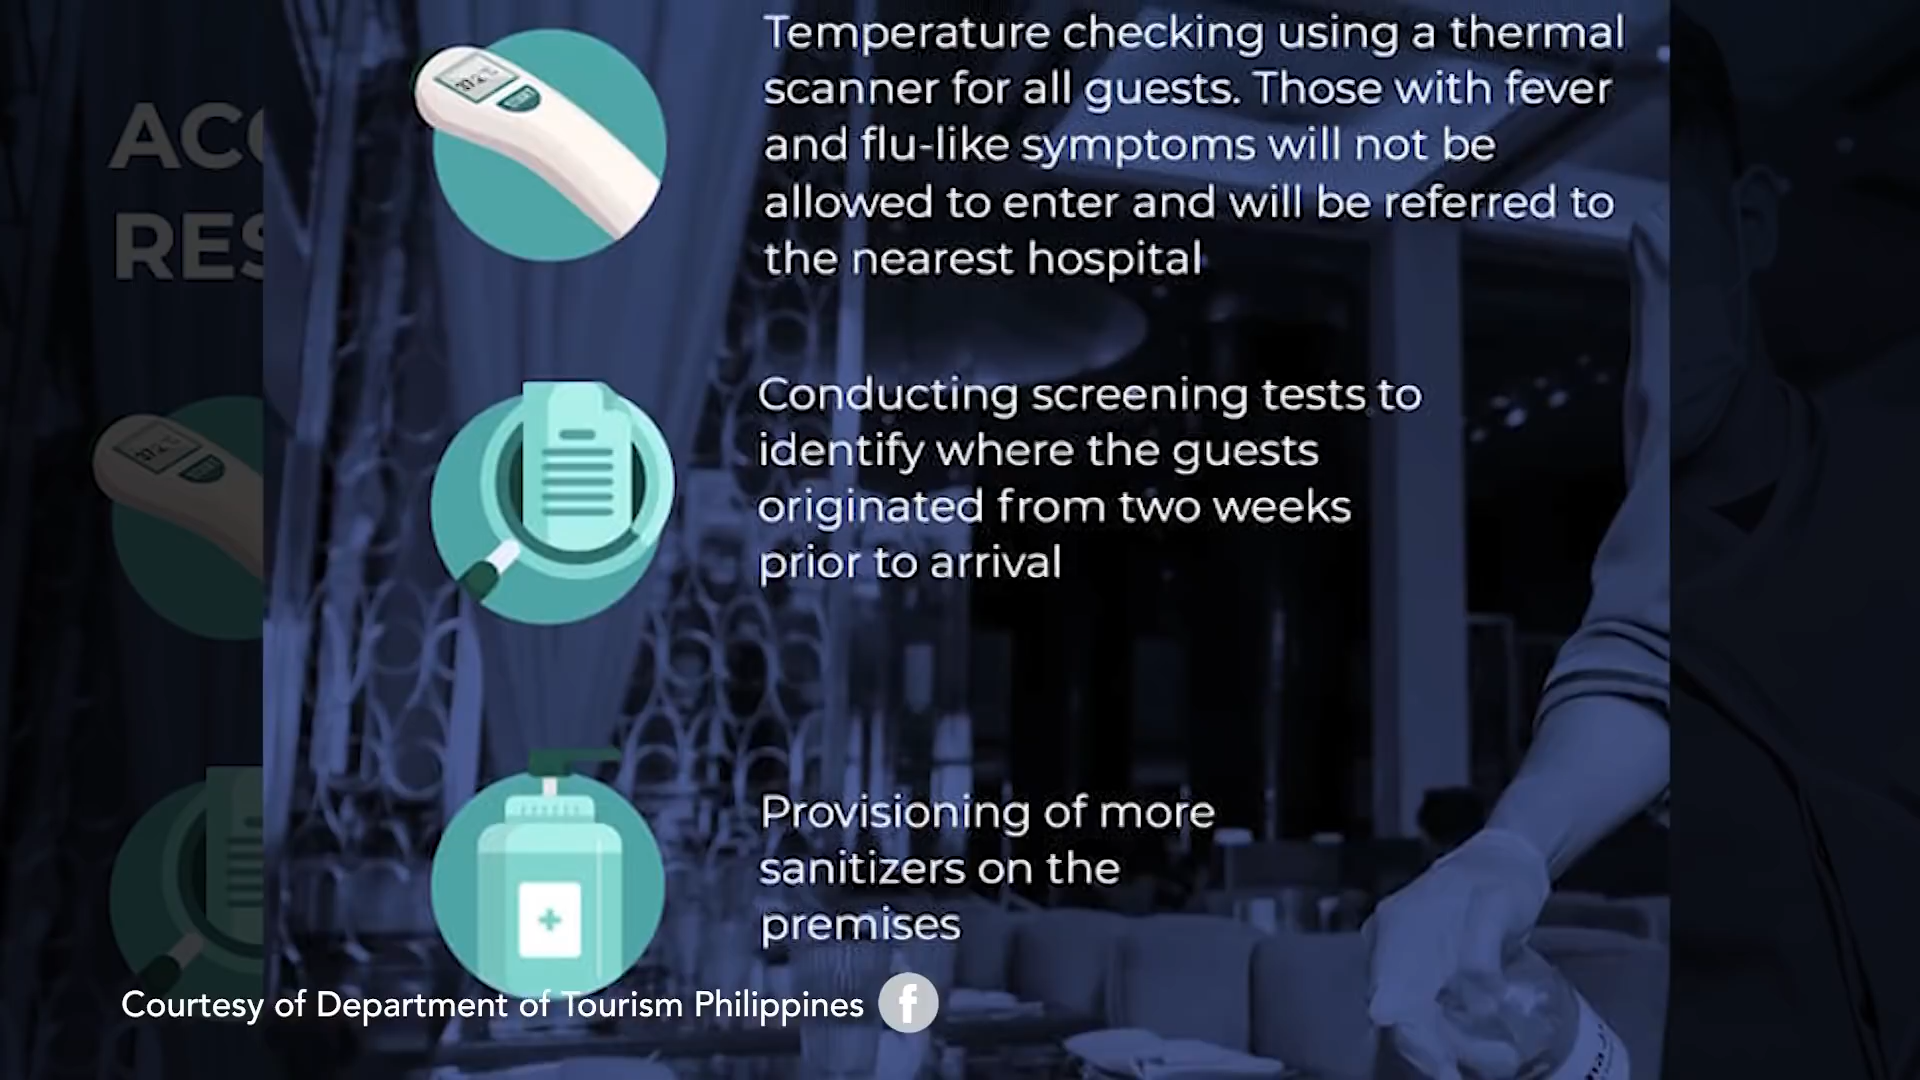 Temperature checking using a thermal
scanner for all guests. Those with fever
and flu-like symptoms will not be
allowed to enter and will be referred to
the nearest hospital
Conducting screening tests to
identify where the guests
originated from two weeks
prior to arrival
Provisioning of more
sanitizers on the
premises
Courtesy of Department of Tourism Philippines